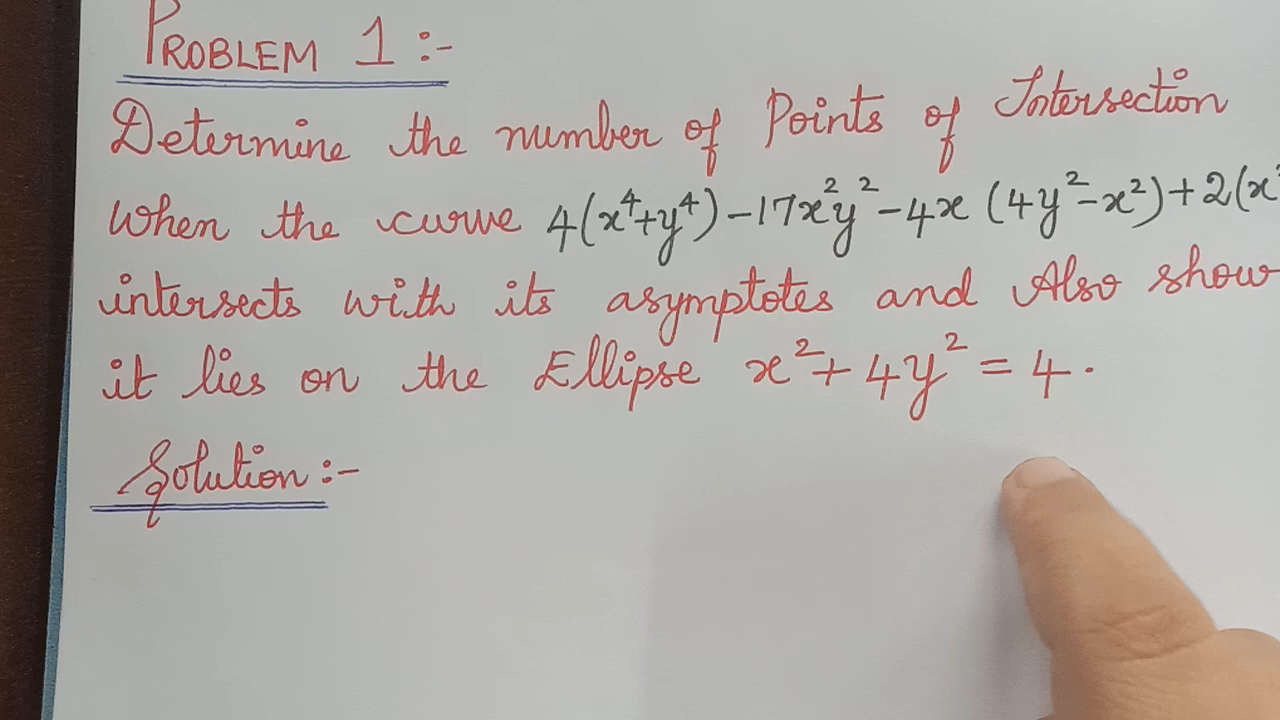 PROBLEM 1 :-
Determine the number of Points of Intersection
When the curve 4(x⁴+y⁴)-17x²y²-4x (4y²-x²)+2(x²
intersects with its asymptotes and Also show
it lies on the Ellipse x²+4y²=4.
Solution:-